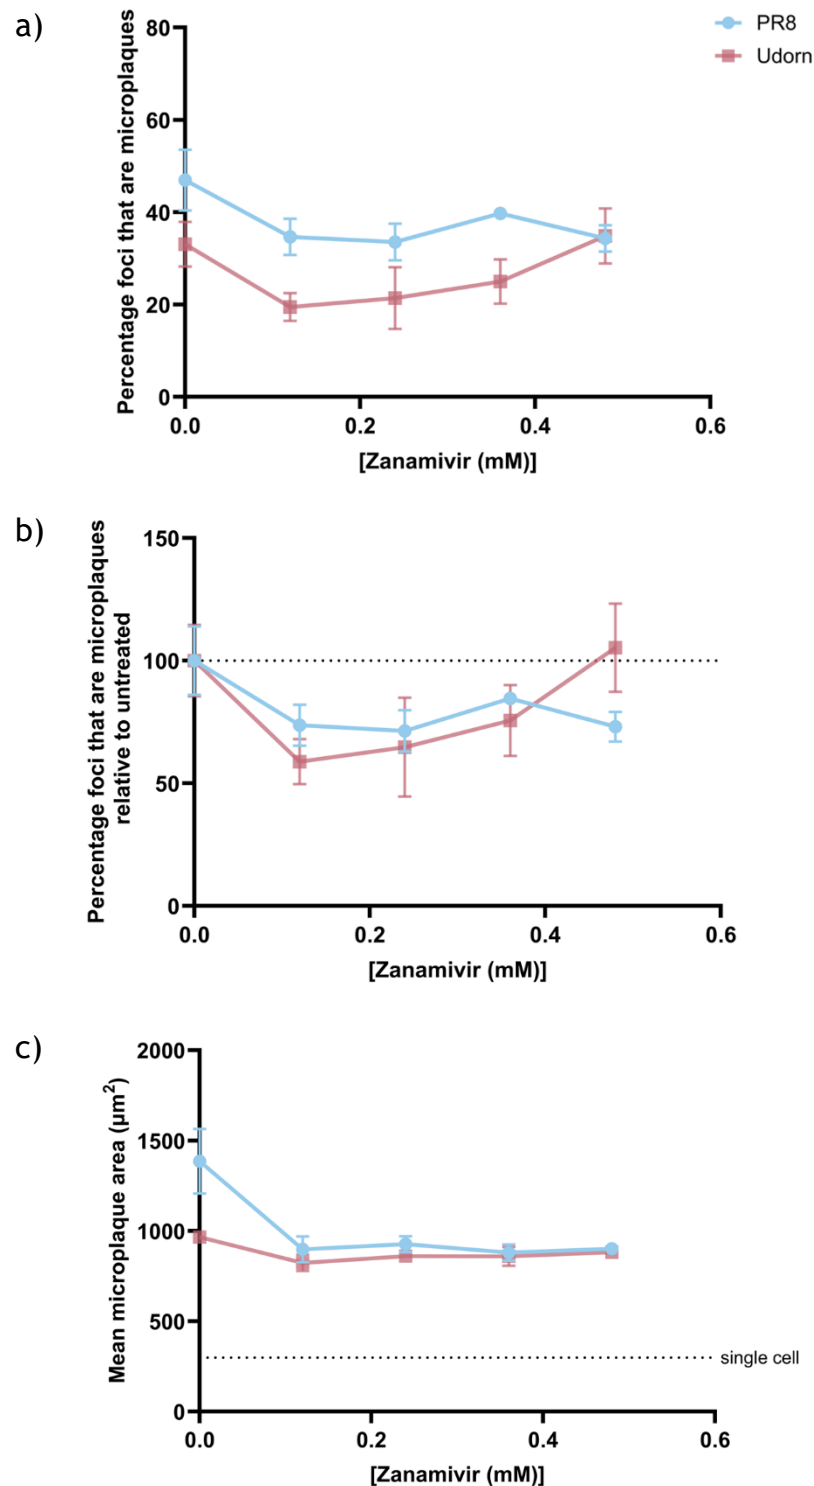 a)
PR8
Udorn
Percentage foci that are microplaques
80
60
40
20
0
0.0 0.2 0.4 0.6
[Zanamivir (mM)]
b)
Percentage foci that are microplaques
relative to untreated
150
100
50
0
0.0 0.2 0.4 0.6
[Zanamivir (mM)]
c)
Mean microplaque area (µm²)
2000
1500
1000
500
0
single cell
0.0 0.2 0.4 0.6
[Zanamivir (mM)]